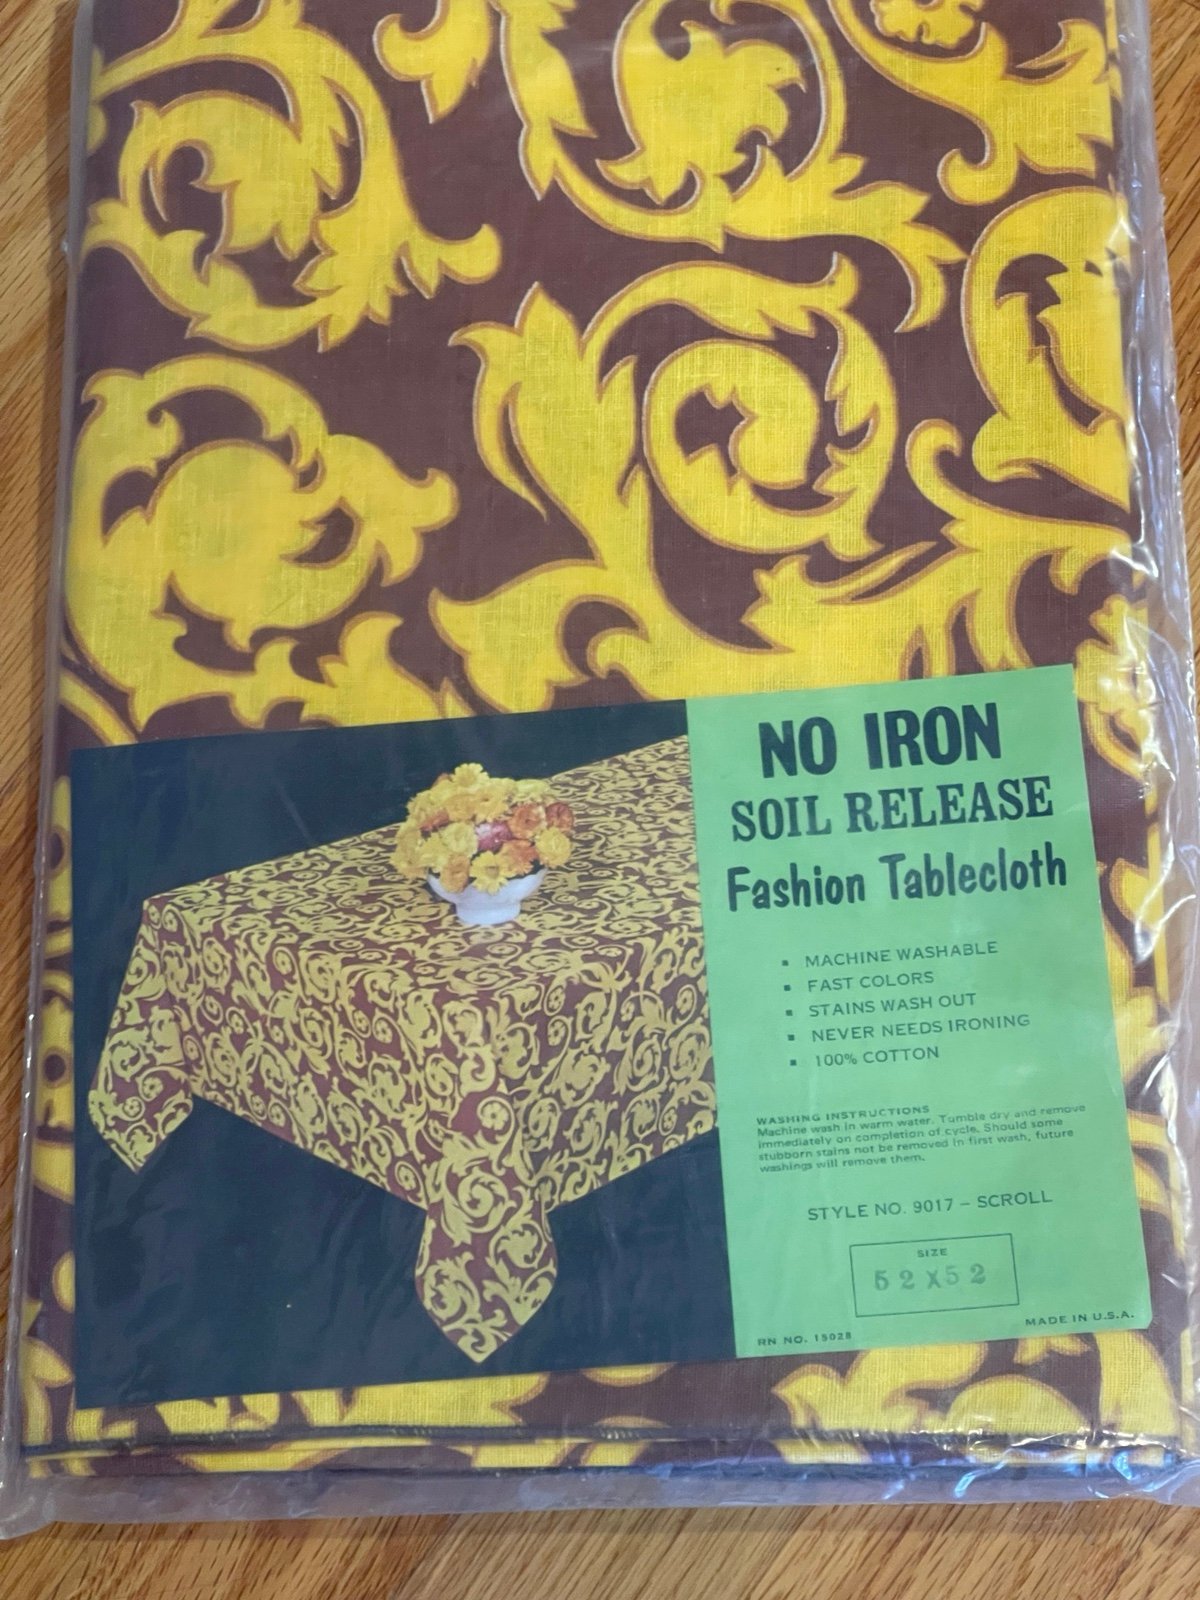 NO IRON
SOIL RELEASE
Fashion Tablecloth
▪ MACHINE WASHABLE
▪ FAST COLORS
▪ STAINS WASH OUT
▪ NEVER NEEDS IRONING
▪ 100% COTTON
WASHING INSTRUCTIONS
Machine wash in warm water. Tumble dry and remove
immediately on completion of cycle. Should some
stubborn stains not be removed in first wash, future
washings will remove them.
STYLE NO. 9017 – SCROLL
SIZE
52X52
RN NO. 15028
MADE IN U.S.A.